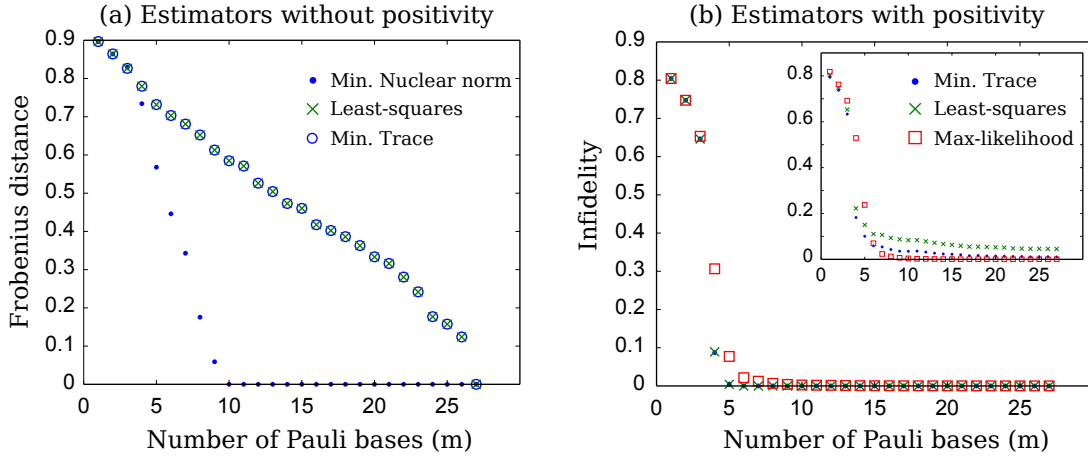 (a) Estimators without positivity
0.9
0.8
0.7
0.6
0.5
0.4
0.3
0.2
0.1
0
Frobenius distance
Min. Nuclear norm
Least-squares
Min. Trace
0 5 10 15 20 25
Number of Pauli bases (m)
(b) Estimators with positivity
0.9
0.8
0.7
0.6
0.5
0.4
0.3
0.2
0.1
0
Infidelity
Min. Trace
Least-squares
Max-likelihood
0.8
0.6
0.4
0.2
0
0 5 10 15 20 25
0 5 10 15 20 25
Number of Pauli bases (m)